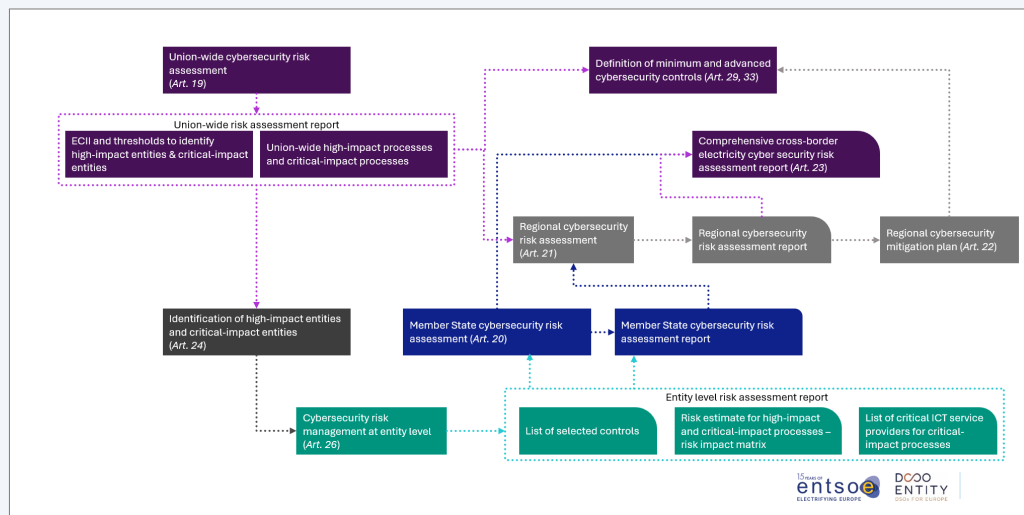 Union-wide cybersecurity risk
assessment
(Art. 19)
Definition of minimum and advanced
cybersecurity controls (Art. 29, 33)
Union-wide risk assessment report
ECII and thresholds to identify
high-impact entities & critical-impact
entities
Union-wide high-impact processes
and critical-impact processes
Comprehensive cross-border
electricity cyber security risk
assessment report (Art. 23)
Regional cybersecurity
risk assessment
(Art. 21)
Regional cybersecurity
risk assessment report
Regional cybersecurity
mitigation plan (Art. 22)
Identification of high-impact entities
and critical-impact entities
(Art. 24)
Member State cybersecurity risk
assessment (Art. 20)
Member State cybersecurity risk
assessment report
Entity level risk assessment report
Cybersecurity risk
management at entity level
(Art. 26)
List of selected controls
Risk estimate for high-impact
and critical-impact processes –
risk impact matrix
List of critical ICT service
providers for critical-
impact processes
15 YEARS OF
entsoe
ELECTRIFYING EUROPE
DSO
ENTITY
DSOs FOR EUROPE